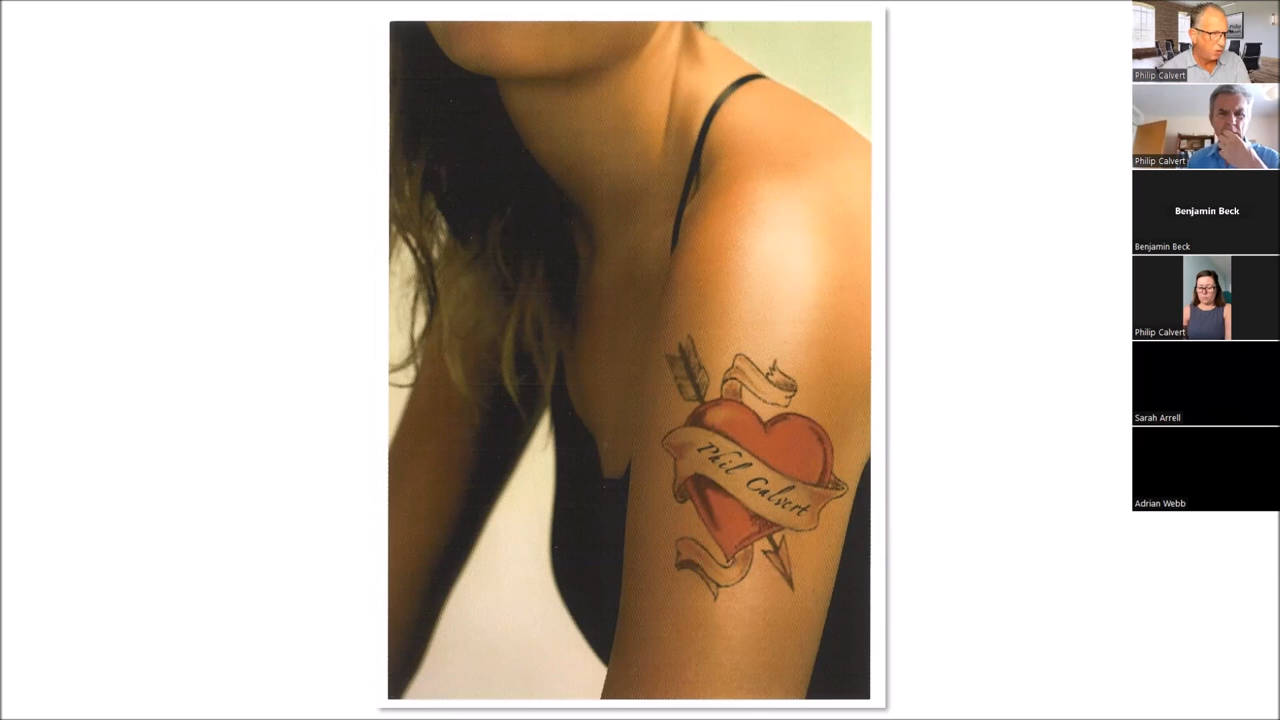 Phil Calvert
Philip Calvert
Philip Calvert
Benjamin Beck
Benjamin Beck
Philip Calvert
Sarah Arrell
Adrian Webb